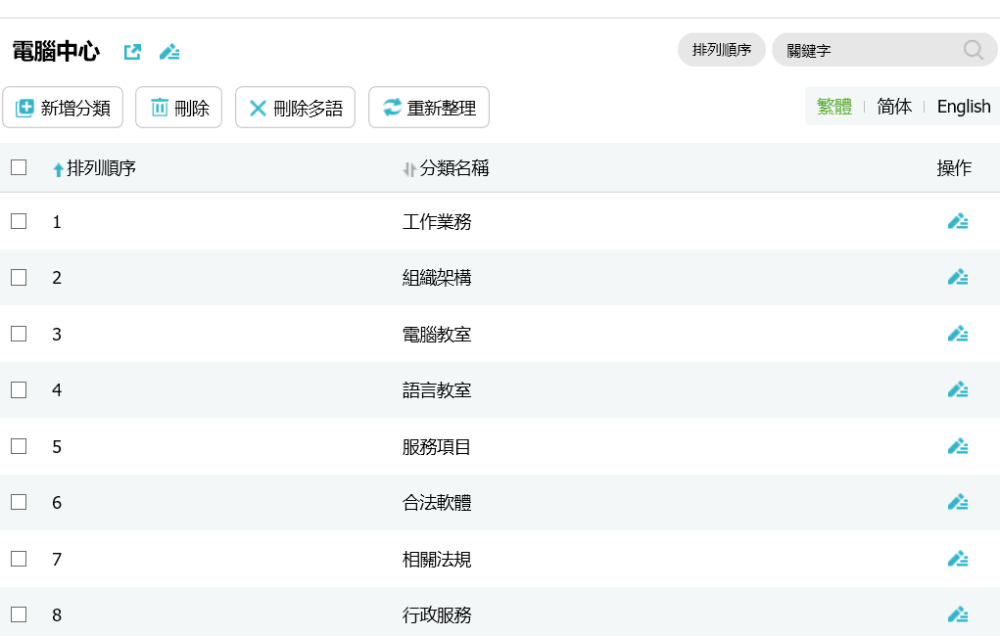 電腦中心
排列順序 關鍵字
新增分類 刪除 刪除多語 重新整理 繁體 简体 English
排列順序 分類名稱 操作
1 工作業務
2 組織架構
3 電腦教室
4 語言教室
5 服務項目
6 合法軟體
7 相關法規
8 行政服務